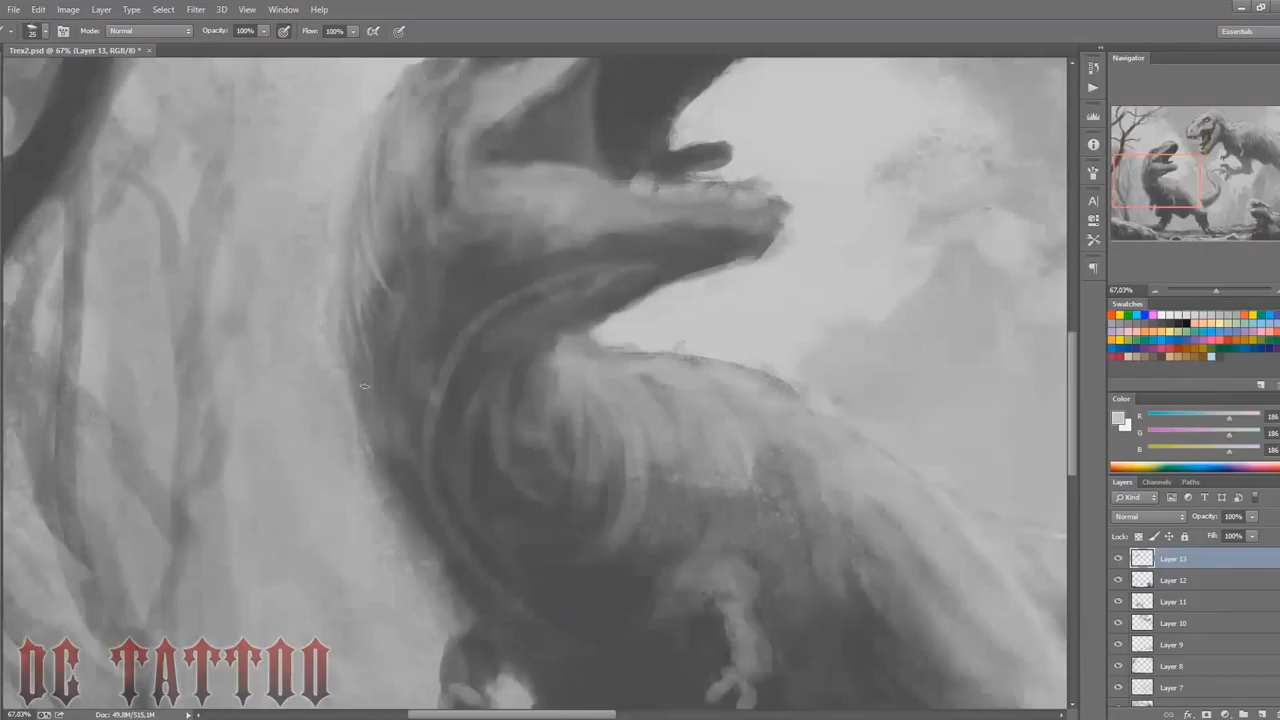 File Edit Image Layer Type Select Filter 3D View Window Help
25 Mode: Normal Opacity: 100% Flow: 100% Essentials
Trex2.psd @ 67% (Layer 13, RGB/8) * ×
Navigator
67,03%
Swatches
Color
R 186
G 186
B 186
Layers Channels Paths
Kind
Normal Opacity: 100%
Lock: Fill: 100%
Layer 13
Layer 12
Layer 11
Layer 10
Layer 9
Layer 8
Layer 7
DC TATTOO
67,03% Doc: 49,8M/515,1M